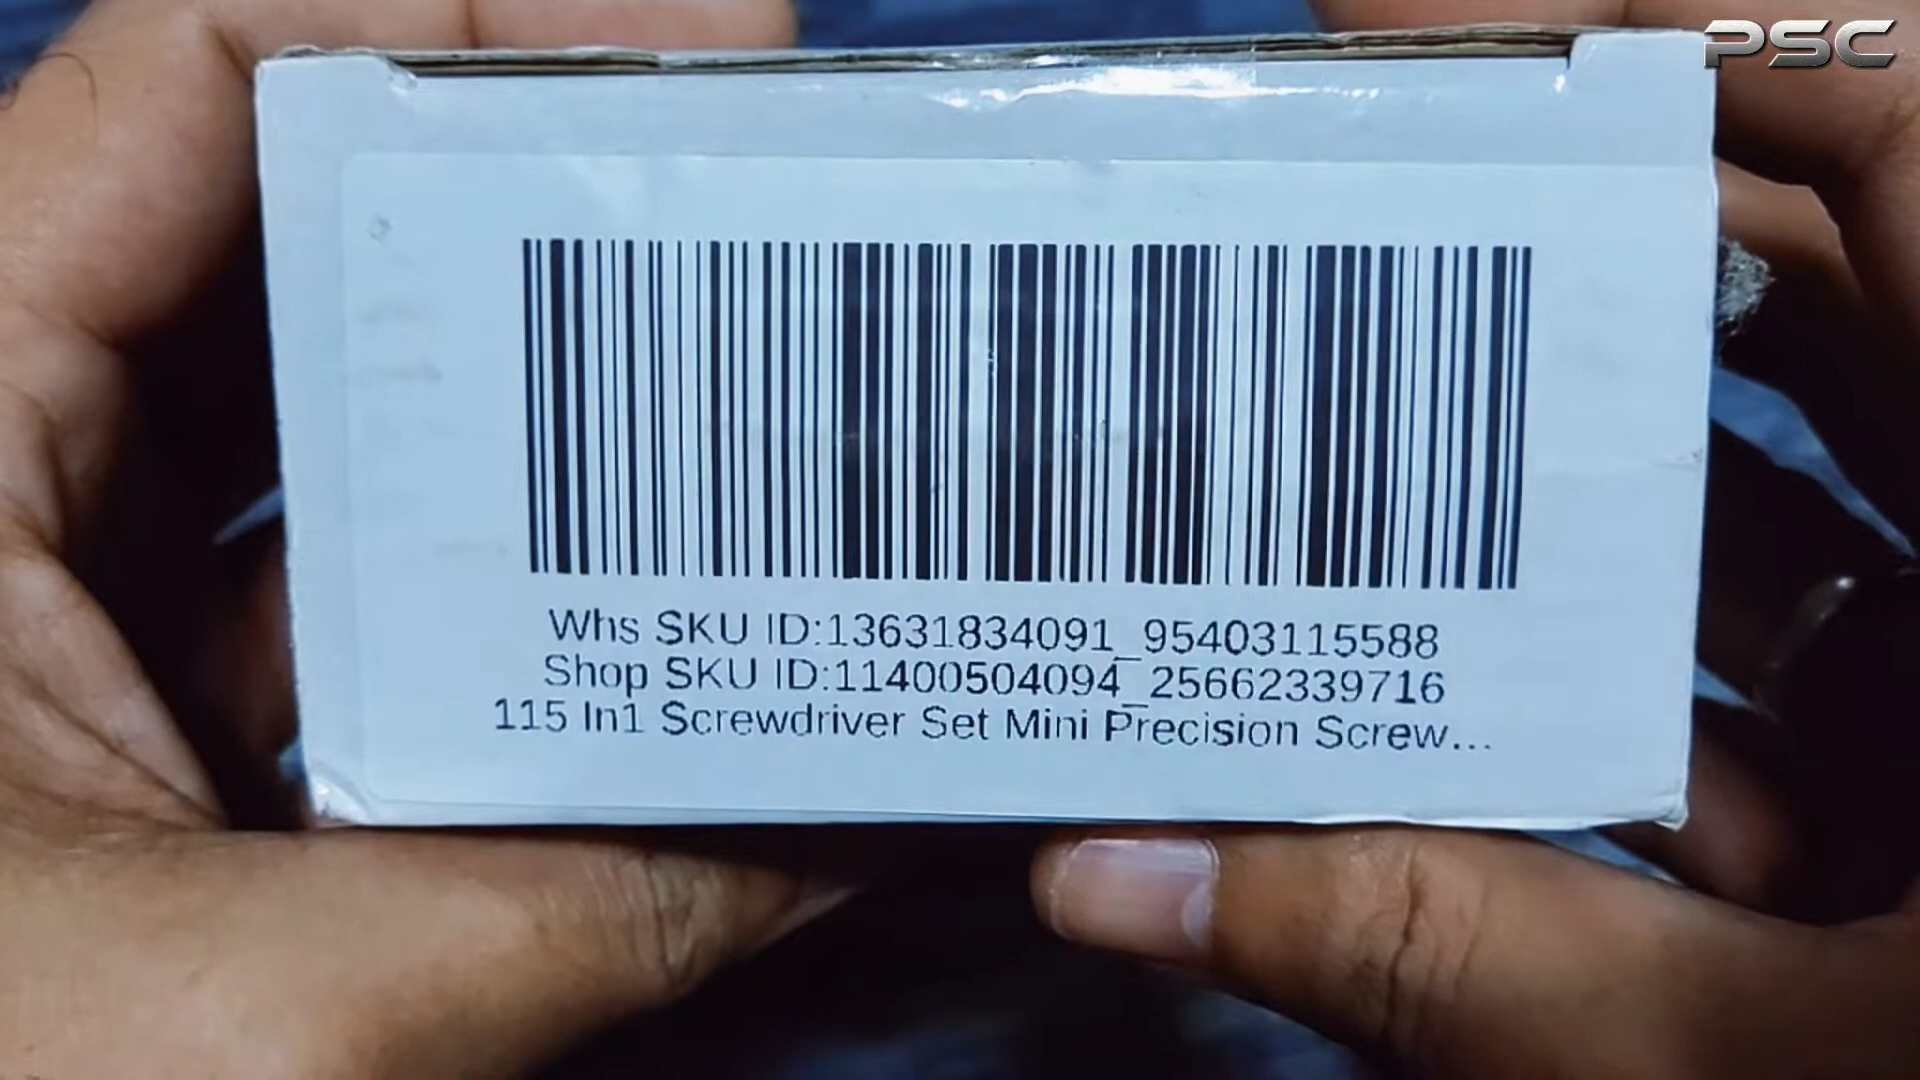 PSC
Whs SKU ID:13631834091_95403115588
Shop SKU ID:11400504094_25662339716
115 In1 Screwdriver Set Mini Precision Screw...